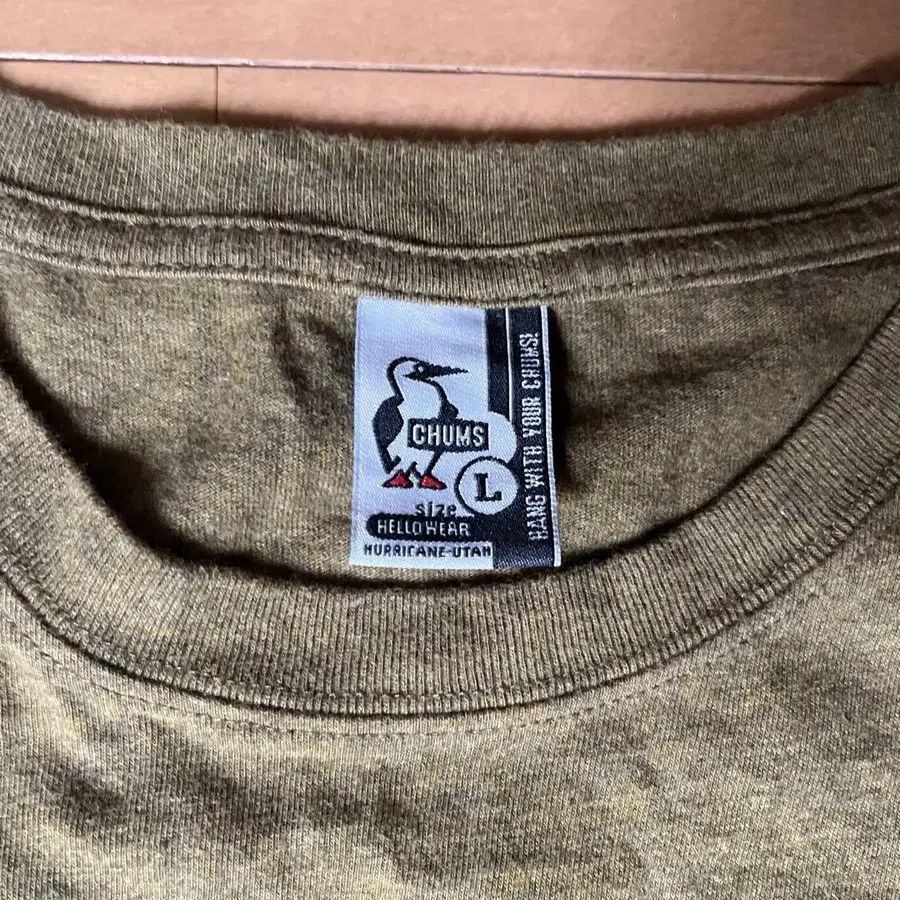 CHUMS
L
size
HELLO WEAR
HURRICANE-UTAH
HANG WITH YOUR CHUMS!